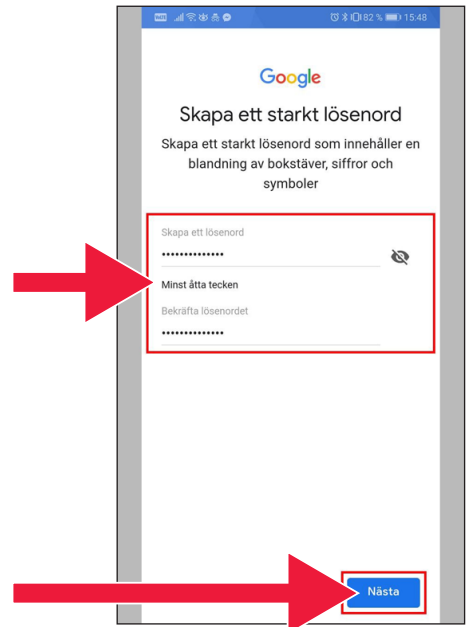 82 % 15:48
Google
Skapa ett starkt lösenord
Skapa ett starkt lösenord som innehåller en
blandning av bokstäver, siffror och
symboler
Skapa ett lösenord
••••••••••••••
Minst åtta tecken
Bekräfta lösenordet
••••••••••••••
Nästa